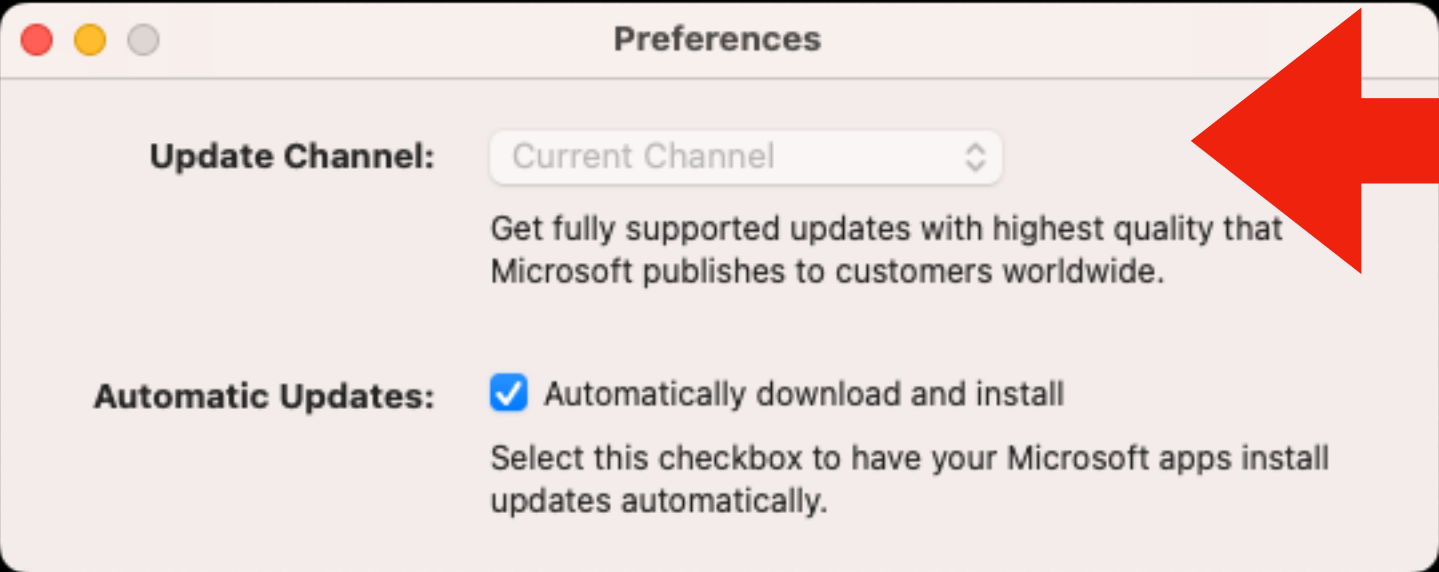 Preferences
Update Channel: Current Channel
Get fully supported updates with highest quality that
Microsoft publishes to customers worldwide.
Automatic Updates: Automatically download and install
Select this checkbox to have your Microsoft apps install
updates automatically.